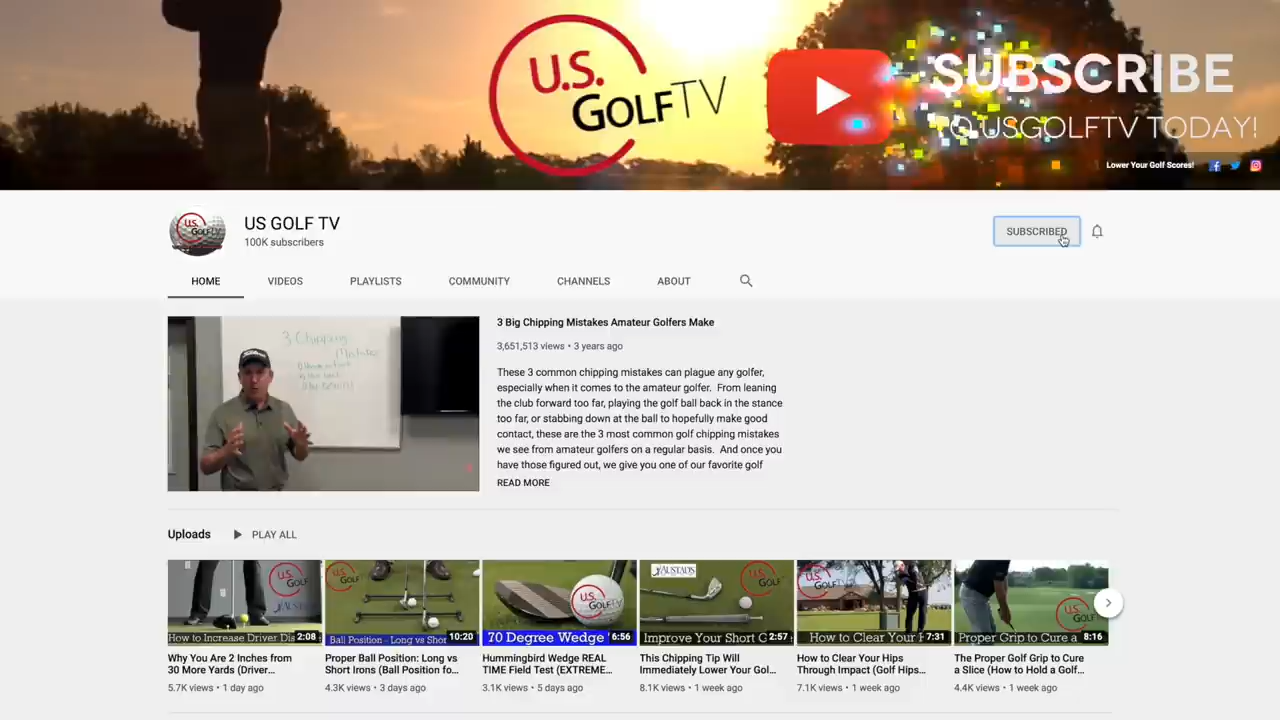 U.S.
GOLFTV
SUBSCRIBE
TO USGOLFTV TODAY!
Lower Your Golf Scores!
US GOLF TV
100K subscribers
SUBSCRIBED
HOME
VIDEOS
PLAYLISTS
COMMUNITY
CHANNELS
ABOUT
3 Chipping
Mistakes
3 Big Chipping Mistakes Amateur Golfers Make
3,651,513 views • 3 years ago
These 3 common chipping mistakes can plague any golfer,
especially when it comes to the amateur golfer. From leaning
the club forward too far, playing the golf ball back in the stance
too far, or stabbing down at the ball to hopefully make good
contact, these are the 3 most common golf chipping mistakes
we see from amateur golfers on a regular basis. And once you
have those figured out, we give you one of our favorite golf
READ MORE
Uploads
PLAY ALL
How to Increase Driver Dis
2:08
Ball Position - Long vs Shor
10:20
70 Degree Wedge
6:56
AUSTADS
Improve Your Short G
2:57
How to Clear Your H
7:31
Proper Grip to Cure a
8:16
Why You Are 2 Inches from
30 More Yards (Driver...
5.7K views • 1 day ago
Proper Ball Position: Long vs
Short Irons (Ball Position fo...
4.3K views • 3 days ago
Hummingbird Wedge REAL
TIME Field Test (EXTREME...
3.1K views • 5 days ago
This Chipping Tip Will
Immediately Lower Your Gol...
8.1K views • 1 week ago
How to Clear Your Hips
Through Impact (Golf Hips...
7.1K views • 1 week ago
The Proper Golf Grip to Cure
a Slice (How to Hold a Golf...
4.4K views • 1 week ago